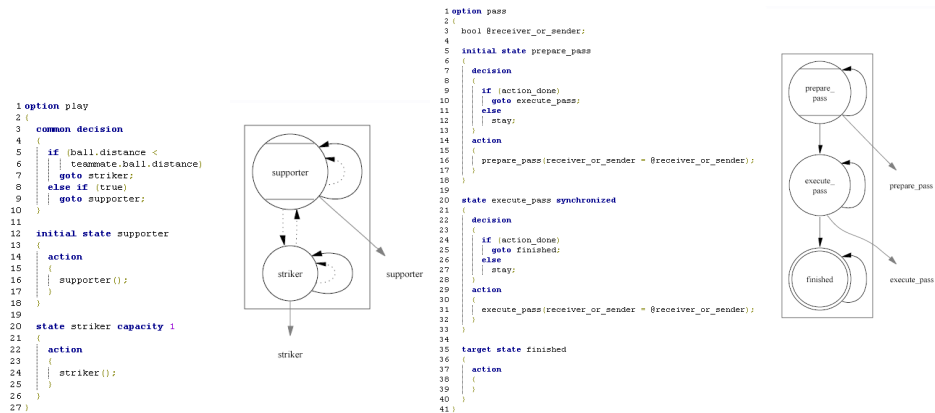 1 option play
2 {
3 common decision
4 {
5 if (ball.distance <
6 teammate.ball.distance)
7 goto striker;
8 else if (true)
9 goto supporter;
10 }
11
12 initial state supporter
13 {
14 action
15 {
16 supporter();
17 }
18 }
19
20 state striker capacity 1
21 {
22 action
23 {
24 striker();
25 }
26 }
27 }
supporter
striker
supporter
striker
1 option pass
2 {
3 bool @receiver_or_sender;
4
5 initial state prepare_pass
6 {
7 decision
8 {
9 if (action_done)
10 goto execute_pass;
11 else
12 stay;
13 }
14 action
15 {
16 prepare_pass(receiver_or_sender = @receiver_or_sender);
17 }
18 }
19
20 state execute_pass synchronized
21 {
22 decision
23 {
24 if (action_done)
25 goto finished;
26 else
27 stay;
28 }
29 action
30 {
31 execute_pass(receiver_or_sender = @receiver_or_sender);
32 }
33 }
34
35 target state finished
36 {
37 action
38 {
39 }
40 }
41 }
prepare_
pass
execute_
pass
prepare_pass
finished
execute_pass